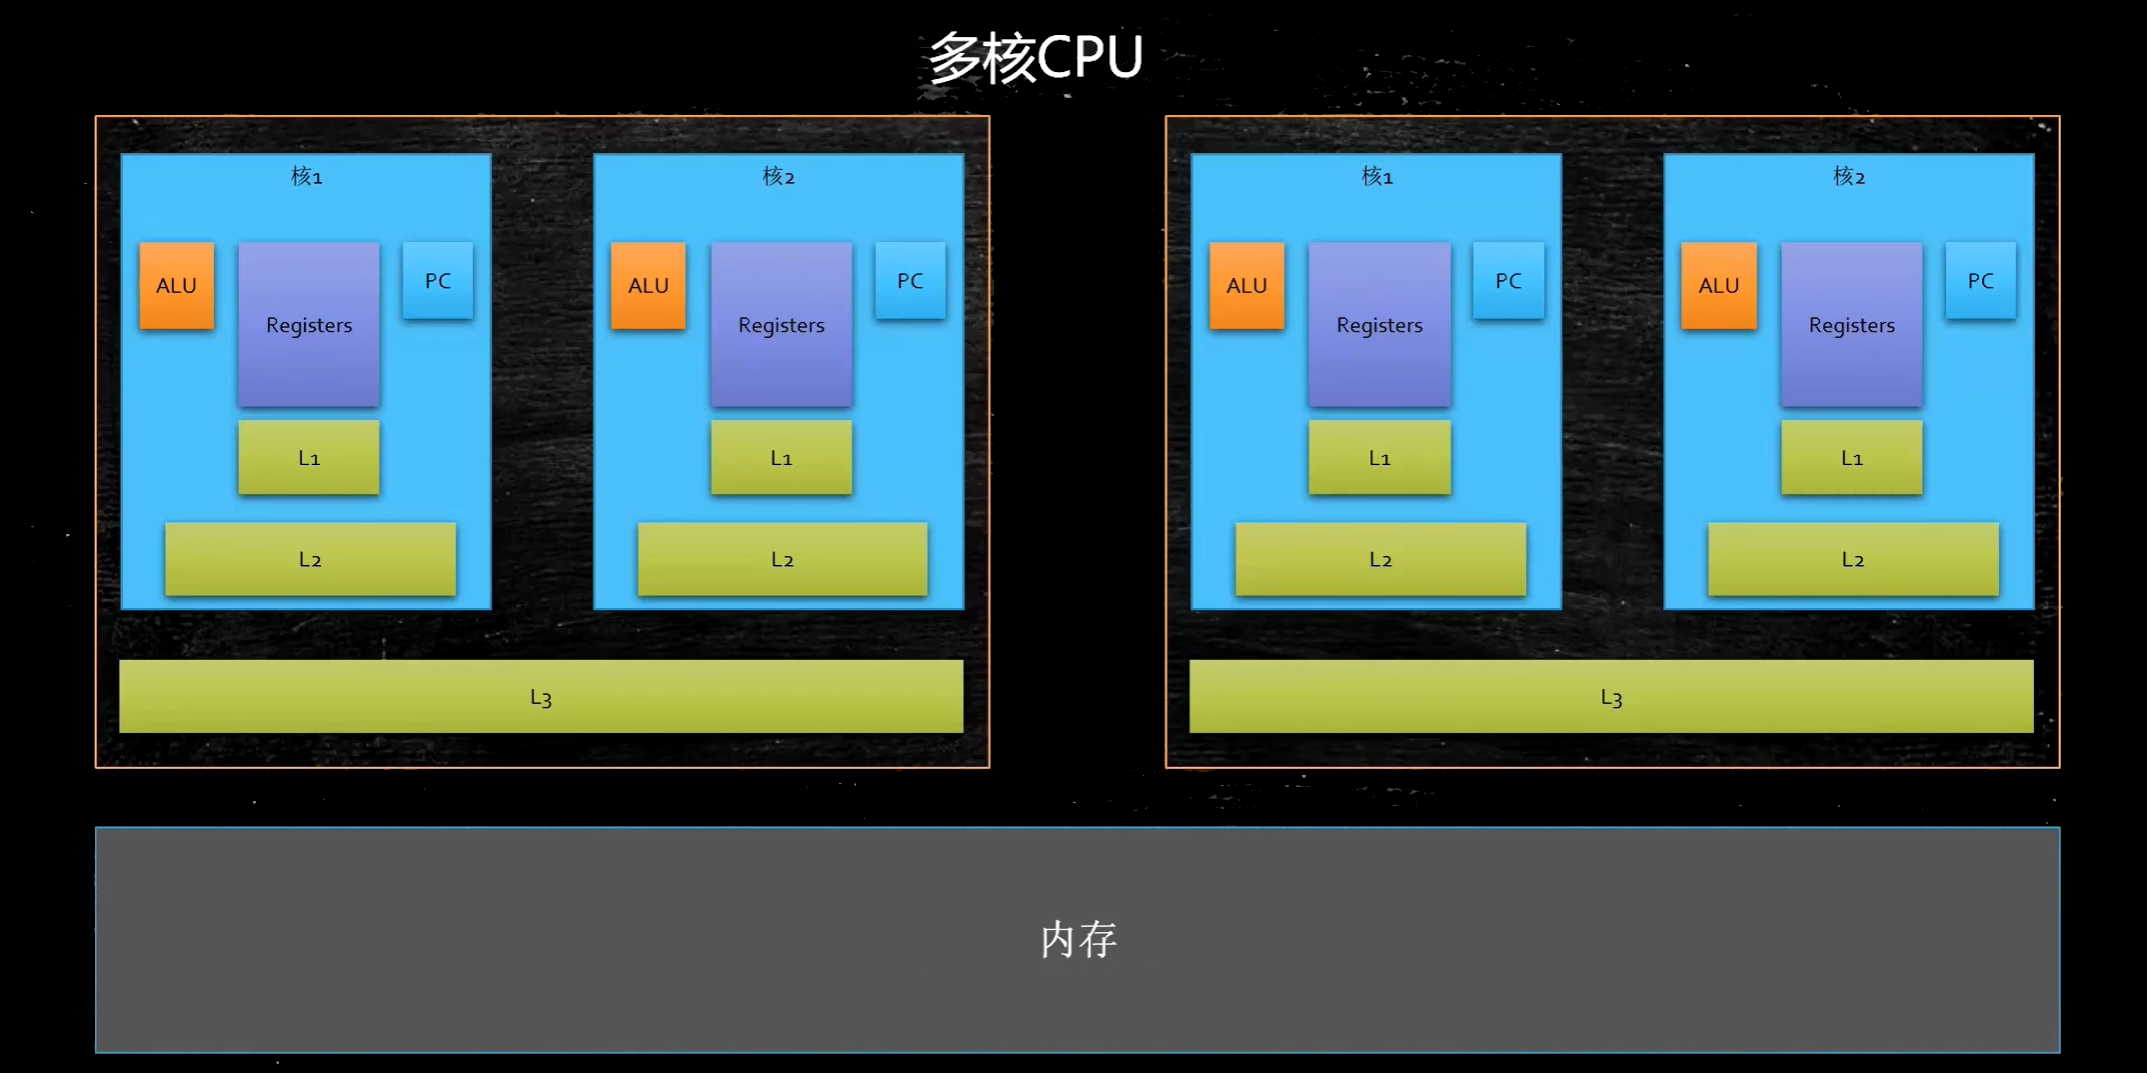 多核CPU
核1
核2
核1
核2
ALU
Registers
PC
ALU
Registers
PC
ALU
Registers
PC
ALU
Registers
PC
L1
L1
L1
L1
L2
L2
L2
L2
L3
L3
内存